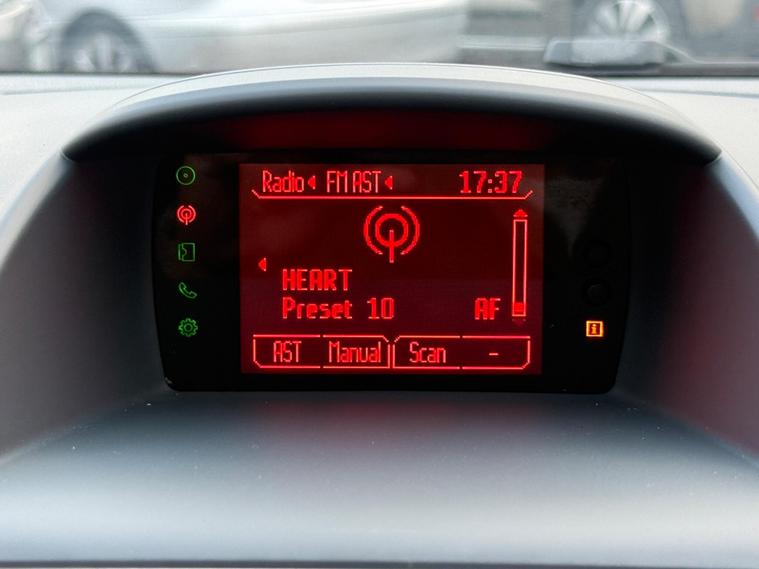 Radio FM AST 17:37
HEART
Preset 10 AF
AST Manual Scan -